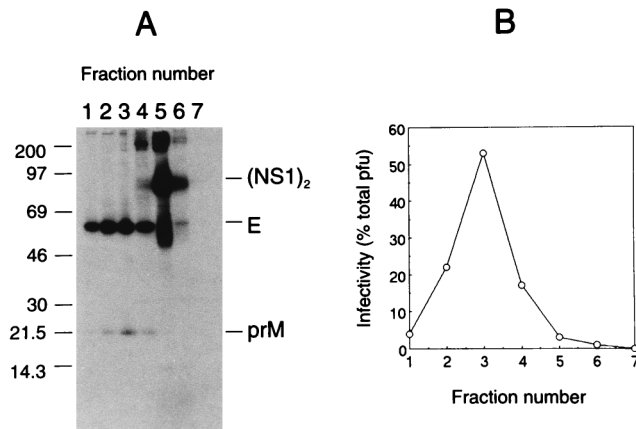 A
Fraction number
1 2 3 4 5 6 7
200
97
69
46
30
21.5
14.3
(NS1)2
E
prM
B
Infectivity (% total pfu)
60
50
40
30
20
10
0
1 2 3 4 5 6 7
Fraction number